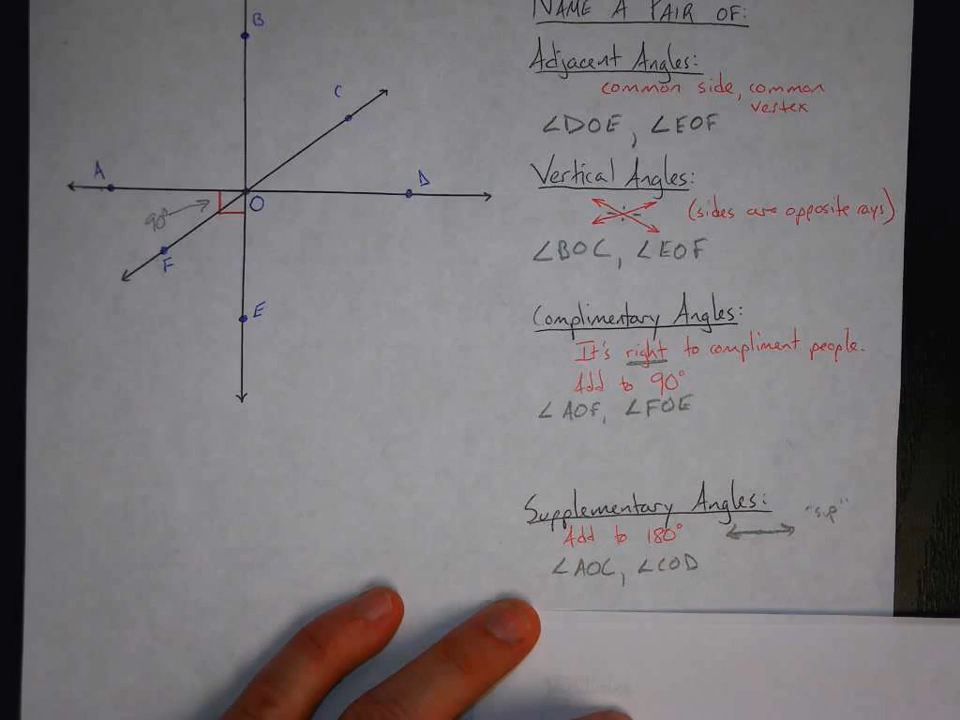 NAME A PAIR OF:
B
Adjacent Angles:
C
common side, common
vertex
∠DOE, ∠EOF
A
D
Vertical Angles:
O
90°
(sides are opposite rays)
F
∠BOC, ∠EOF
E
Complimentary Angles:
It's right to compliment people.
Add to 90°
∠AOF, ∠FOE
Supplementary Angles:
Add to 180°
∠AOC, ∠COD